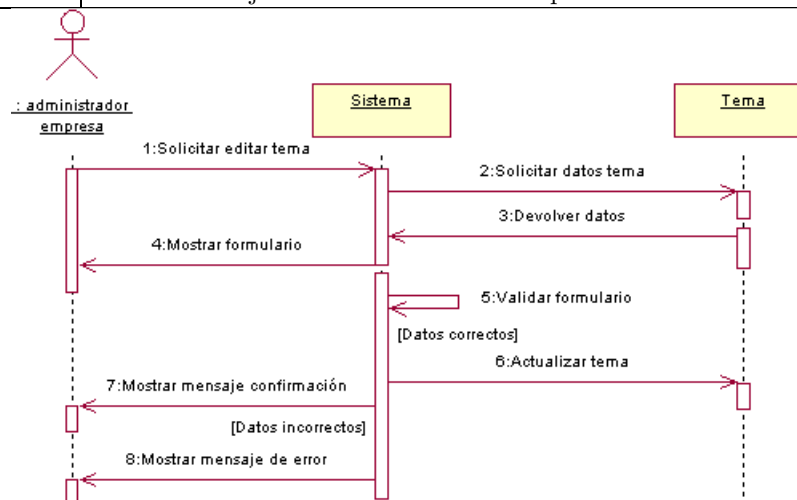 : administrador
empresa
Sistema
Tema
1:Solicitar editar tema
2:Solicitar datos tema
3:Devolver datos
4:Mostrar formulario
5:Validar formulario
[Datos correctos]
6:Actualizar tema
7:Mostrar mensaje confirmación
[Datos incorrectos]
8:Mostrar mensaje de error